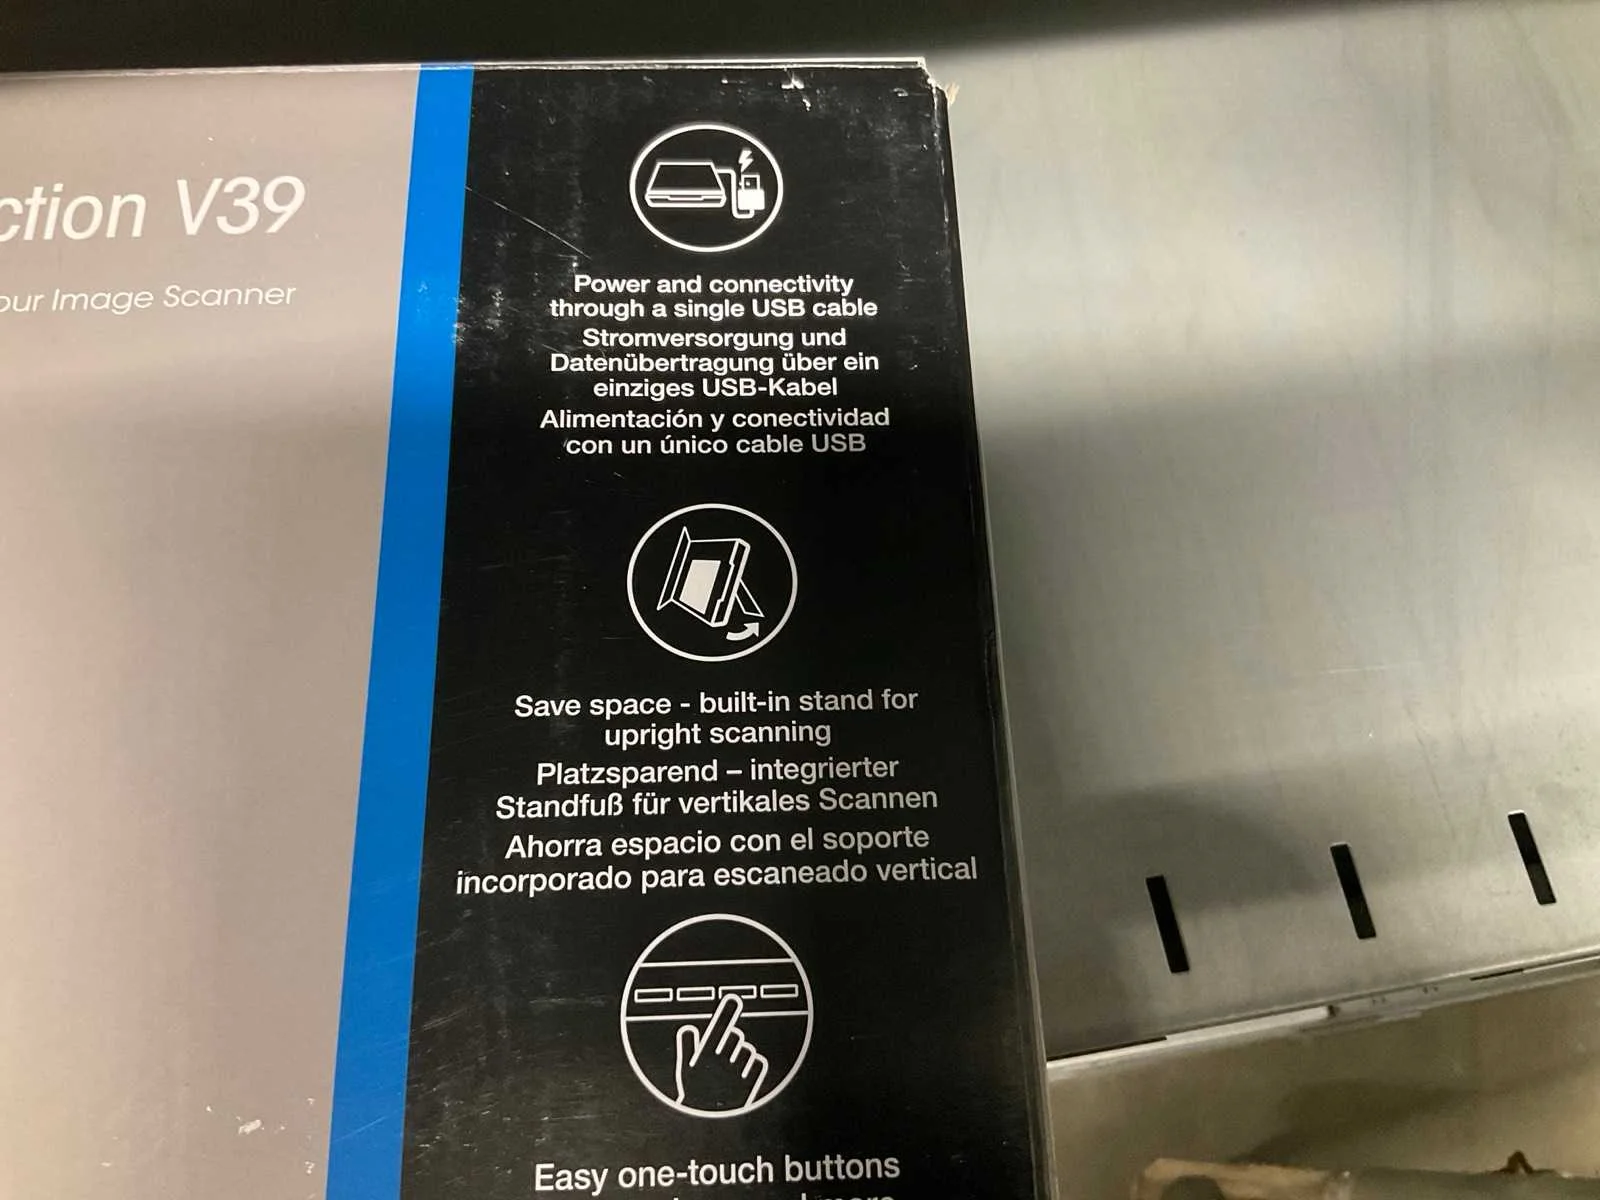 ction V39
our Image Scanner
Power and connectivity
through a single USB cable
Stromversorgung und
Datenübertragung über ein
einziges USB-Kabel
Alimentación y conectividad
con un único cable USB
Save space - built-in stand for
upright scanning
Platzsparend – integrierter
Standfuß für vertikales Scannen
Ahorra espacio con el soporte
incorporado para escaneado vertical
Easy one-touch buttons